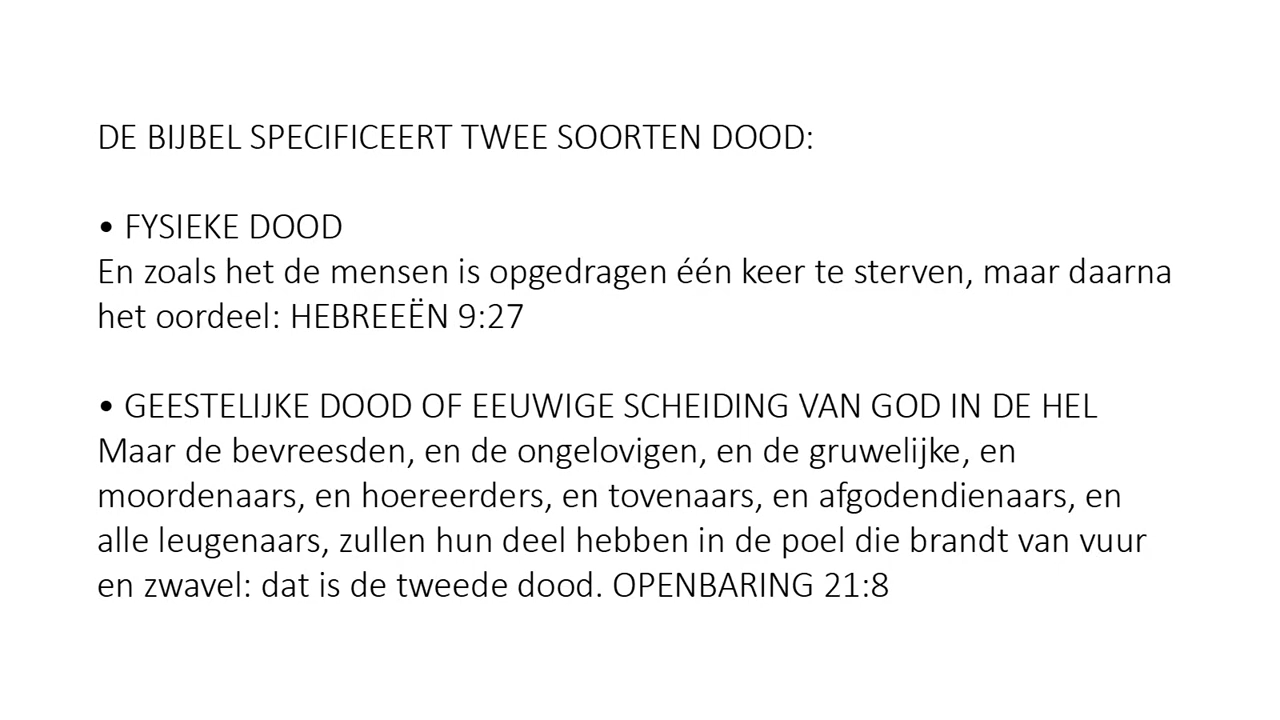 DE BIJBEL SPECIFICEERT TWEE SOORTEN DOOD:
• FYSIEKE DOOD
En zoals het de mensen is opgedragen één keer te sterven, maar daarna
het oordeel: HEBREEËN 9:27
• GEESTELIJKE DOOD OF EEUWIGE SCHEIDING VAN GOD IN DE HEL
Maar de bevreesden, en de ongelovigen, en de gruwelijke, en
moordenaars, en hoereerders, en tovenaars, en afgodendienaars, en
alle leugenaars, zullen hun deel hebben in de poel die brandt van vuur
en zwavel: dat is de tweede dood. OPENBARING 21:8